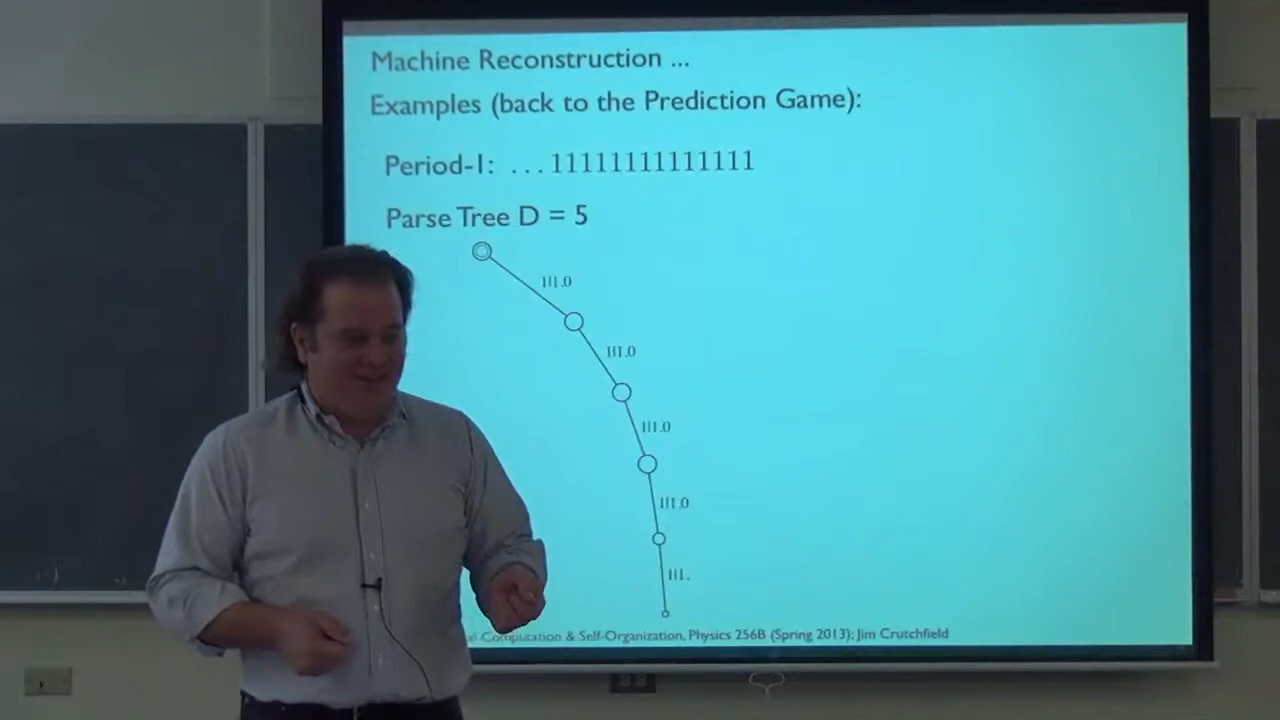 Machine Reconstruction ...
Examples (back to the Prediction Game):
Period-1: ...11111111111111
Parse Tree D = 5
1|1.0
1|1.0
1|1.0
1|1.0
1|1.
Computation & Self-Organization, Physics 256B (Spring 2013); Jim Crutchfield